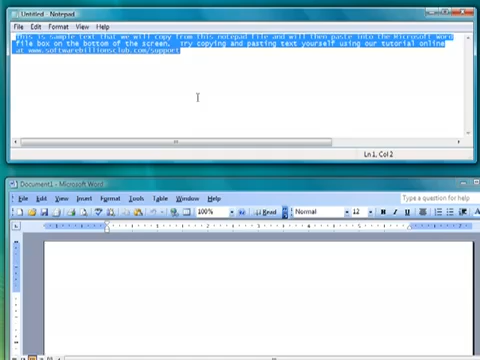 Untitled - Notepad
File Edit Format View Help
This is sample text that we will copy from this notepad file and will then paste into the Microsoft Word
file box on the bottom of the screen. Try copying and pasting text yourself using our tutorial online
at www.softwarebillionsclub.com/support
Ln 1, Col 2
Document1 - Microsoft Word
File Edit View Insert Format Tools Table Window Help
Type a question for help
100% Read Normal 12 B I U